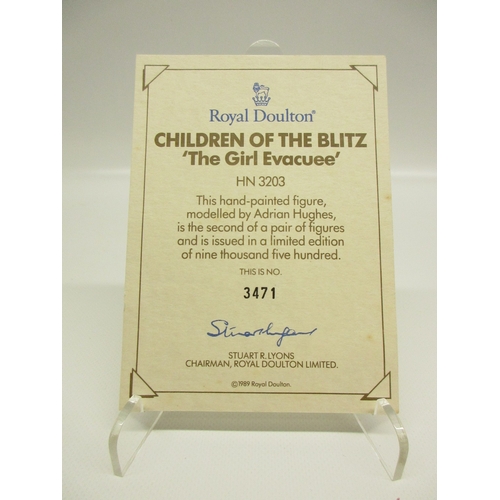 Royal Doulton®
CHILDREN OF THE BLITZ
'The Girl Evacuee'
HN 3203
This hand-painted figure,
modelled by Adrian Hughes,
is the second of a pair of figures
and is issued in a limited edition
of nine thousand five hundred.
THIS IS NO.
3471
STUART R. LYONS
CHAIRMAN, ROYAL DOULTON LIMITED.
©1989 Royal Doulton.